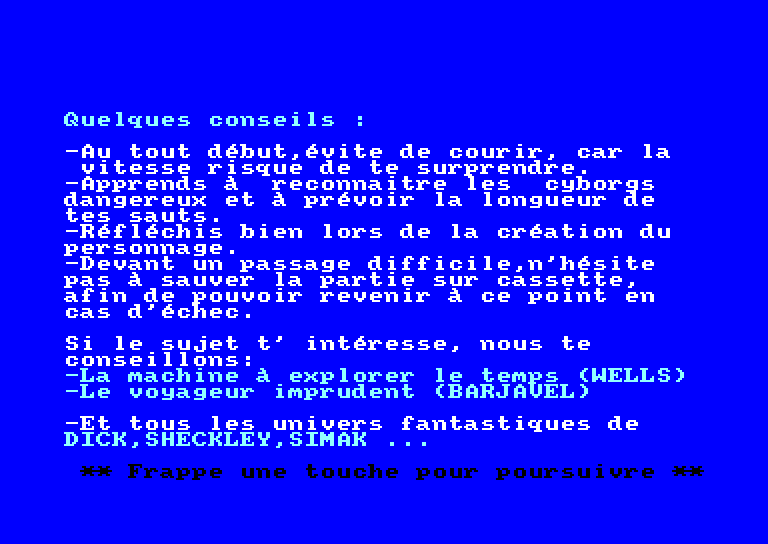 Quelques conseils :
-Au tout début,évite de courir, car la
vitesse risque de te surprendre.
-Apprends à  reconnaitre les  cyborgs
dangereux et à prévoir la longueur de
tes sauts.
-Réfléchis bien lors de la création du
personnage.
-Devant un passage difficile,n'hésite
pas à sauver la partie sur cassette,
afin de pouvoir revenir à ce point en
cas d'échec.
Si le sujet t' intéresse, nous te
conseillons:
-La machine à explorer le temps (WELLS)
-Le voyageur imprudent (BARJAVEL)
-Et tous les univers fantastiques de
DICK,SHECKLEY,SIMAK ...
** Frappe une touche pour poursuivre **